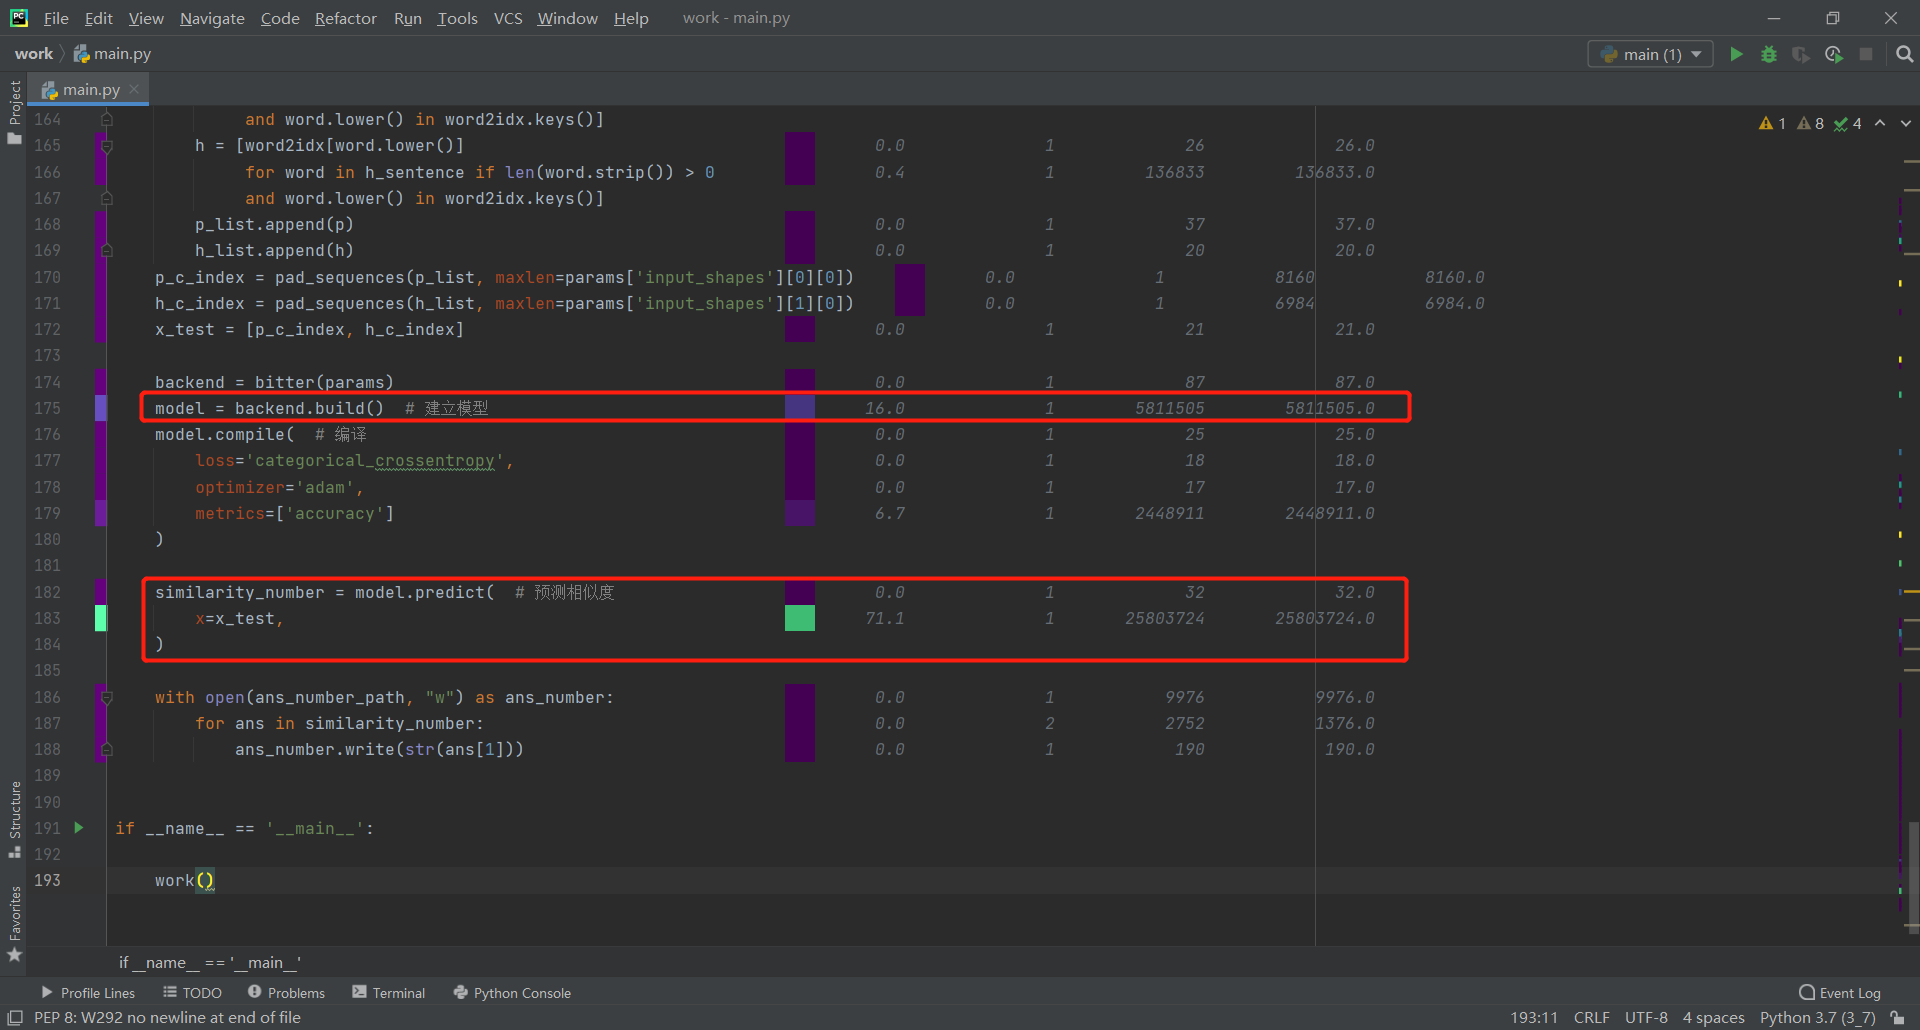 File Edit View Navigate Code Refactor Run Tools VCS Window Help work - main.py
work main.py main (1)
Project
main.py
1 8 4
164 and word.lower() in word2idx.keys()]
165 h = [word2idx[word.lower()] 0.0 1 26 26.0
166 for word in h_sentence if len(word.strip()) > 0 0.4 1 136833 136833.0
167 and word.lower() in word2idx.keys()]
168 p_list.append(p) 0.0 1 37 37.0
169 h_list.append(h) 0.0 1 20 20.0
170 p_c_index = pad_sequences(p_list, maxlen=params['input_shapes'][0][0]) 0.0 1 8160 8160.0
171 h_c_index = pad_sequences(h_list, maxlen=params['input_shapes'][1][0]) 0.0 1 6984 6984.0
172 x_test = [p_c_index, h_c_index] 0.0 1 21 21.0
173
174 backend = bitter(params) 0.0 1 87 87.0
175 model = backend.build() # 建立模型 16.0 1 5811505 5811505.0
176 model.compile( # 编译 0.0 1 25 25.0
177 loss='categorical_crossentropy', 0.0 1 18 18.0
178 optimizer='adam', 0.0 1 17 17.0
179 metrics=['accuracy'] 6.7 1 2448911 2448911.0
180 )
181
182 similarity_number = model.predict( # 预测相似度 0.0 1 32 32.0
183 x=x_test, 71.1 1 25803724 25803724.0
184 )
185
186 with open(ans_number_path, "w") as ans_number: 0.0 1 9976 9976.0
187 for ans in similarity_number: 0.0 2 2752 1376.0
188 ans_number.write(str(ans[1])) 0.0 1 190 190.0
189
190
191 if __name__ == '__main__':
192
193 work()
Structure
Favorites
if __name__ == '__main__'
Profile Lines TODO Problems Terminal Python Console Event Log
PEP 8: W292 no newline at end of file 193:11 CRLF UTF-8 4 spaces Python 3.7 (3_7)